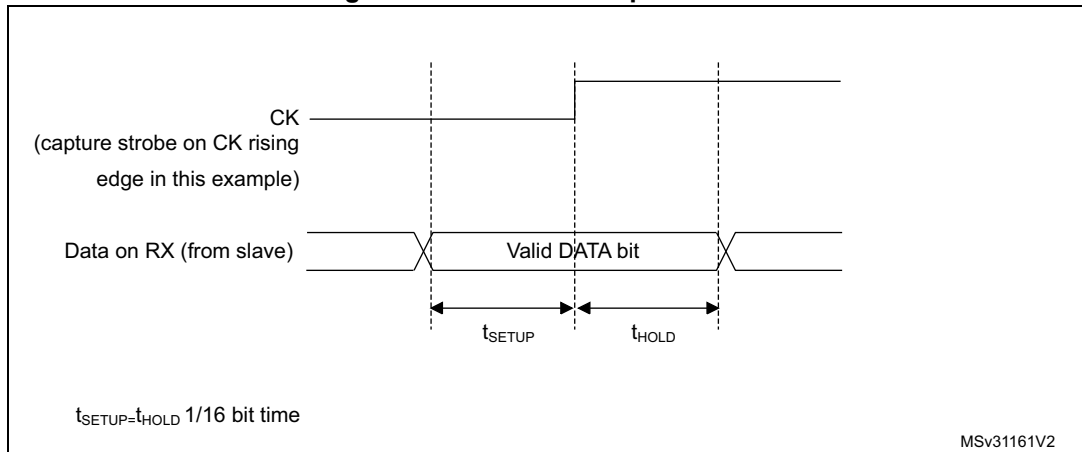 CK
(capture strobe on CK rising
edge in this example)
Data on RX (from slave)
Valid DATA bit
tSETUP
tHOLD
tSETUP=tHOLD 1/16 bit time
MSv31161V2